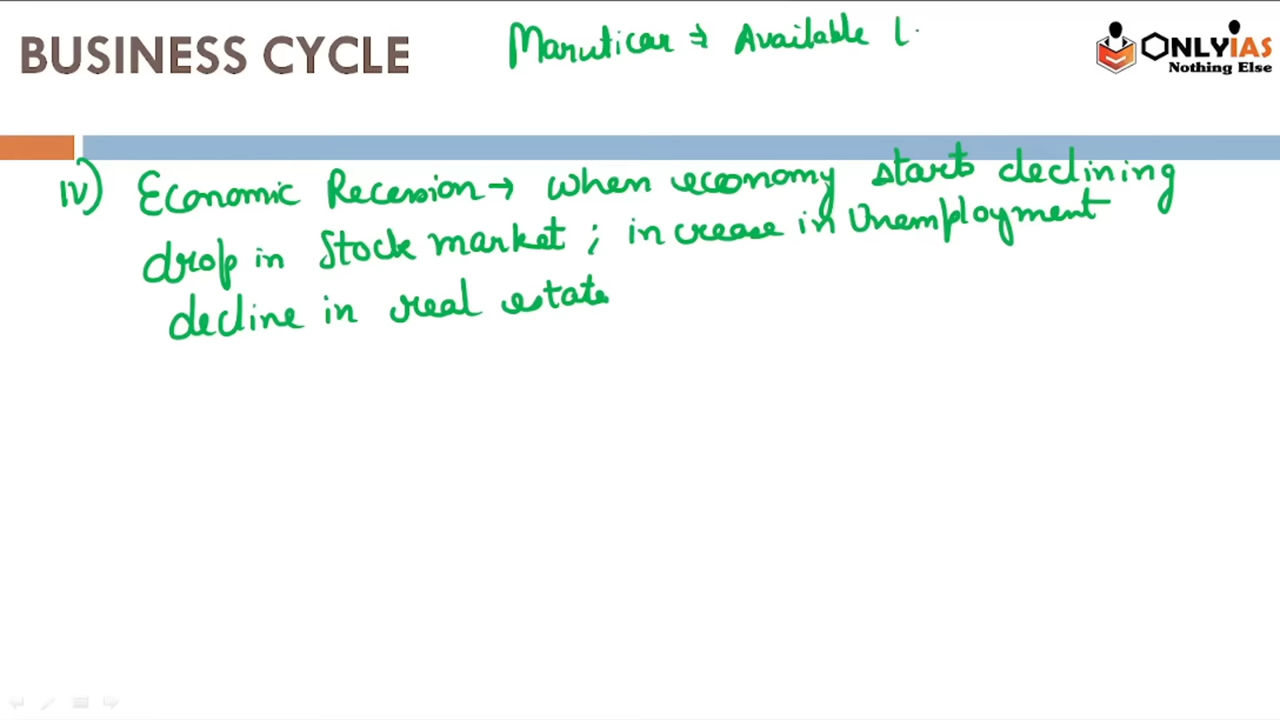 BUSINESS CYCLE
Maruticar → Available (
ONLYIAS
Nothing Else
iv) Economic Recession → when economy starts declining
drop in Stock market ; increase in Unemployment
decline in real estate